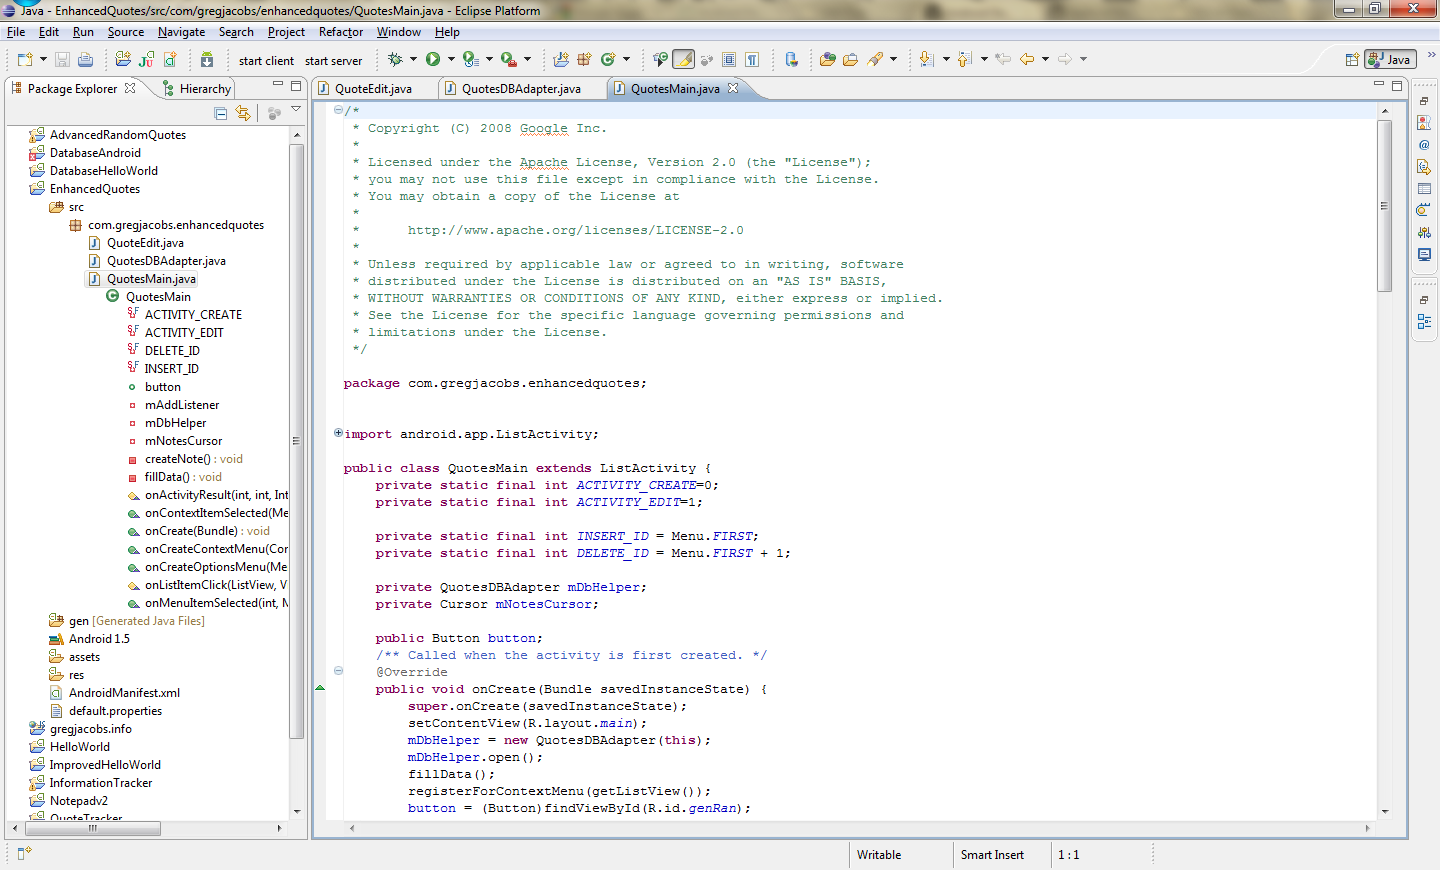 Java - EnhancedQuotes/src/com/gregjacobs/enhancedquotes/QuotesMain.java - Eclipse Platform
File Edit Run Source Navigate Search Project Refactor Window Help
start client start server
Java
Package Explorer
Hierarchy
AdvancedRandomQuotes
DatabaseAndroid
DatabaseHelloWorld
EnhancedQuotes
src
com.gregjacobs.enhancedquotes
QuoteEdit.java
QuotesDBAdapter.java
QuotesMain.java
QuotesMain
ACTIVITY_CREATE
ACTIVITY_EDIT
DELETE_ID
INSERT_ID
button
mAddListener
mDbHelper
mNotesCursor
createNote() : void
fillData() : void
onActivityResult(int, int, Int
onContextItemSelected(Me
onCreate(Bundle) : void
onCreateContextMenu(Cor
onCreateOptionsMenu(Me
onListItemClick(ListView, V
onMenuItemSelected(int, M
gen [Generated Java Files]
Android 1.5
assets
res
AndroidManifest.xml
default.properties
gregjacobs.info
HelloWorld
ImprovedHelloWorld
InformationTracker
Notepadv2
QuoteTracker
QuoteEdit.java
QuotesDBAdapter.java
QuotesMain.java
/*
 * Copyright (C) 2008 Google Inc.
 *
 * Licensed under the Apache License, Version 2.0 (the "License");
 * you may not use this file except in compliance with the License.
 * You may obtain a copy of the License at
 *
 *      http://www.apache.org/licenses/LICENSE-2.0
 *
 * Unless required by applicable law or agreed to in writing, software
 * distributed under the License is distributed on an "AS IS" BASIS,
 * WITHOUT WARRANTIES OR CONDITIONS OF ANY KIND, either express or implied.
 * See the License for the specific language governing permissions and
 * limitations under the License.
 */
package com.gregjacobs.enhancedquotes;
import android.app.ListActivity;
public class QuotesMain extends ListActivity {
    private static final int ACTIVITY_CREATE=0;
    private static final int ACTIVITY_EDIT=1;
    private static final int INSERT_ID = Menu.FIRST;
    private static final int DELETE_ID = Menu.FIRST + 1;
    private QuotesDBAdapter mDbHelper;
    private Cursor mNotesCursor;
    public Button button;
    /** Called when the activity is first created. */
    @Override
    public void onCreate(Bundle savedInstanceState) {
        super.onCreate(savedInstanceState);
        setContentView(R.layout.main);
        mDbHelper = new QuotesDBAdapter(this);
        mDbHelper.open();
        fillData();
        registerForContextMenu(getListView());
        button = (Button)findViewById(R.id.genRan);
Writable
Smart Insert
1 : 1